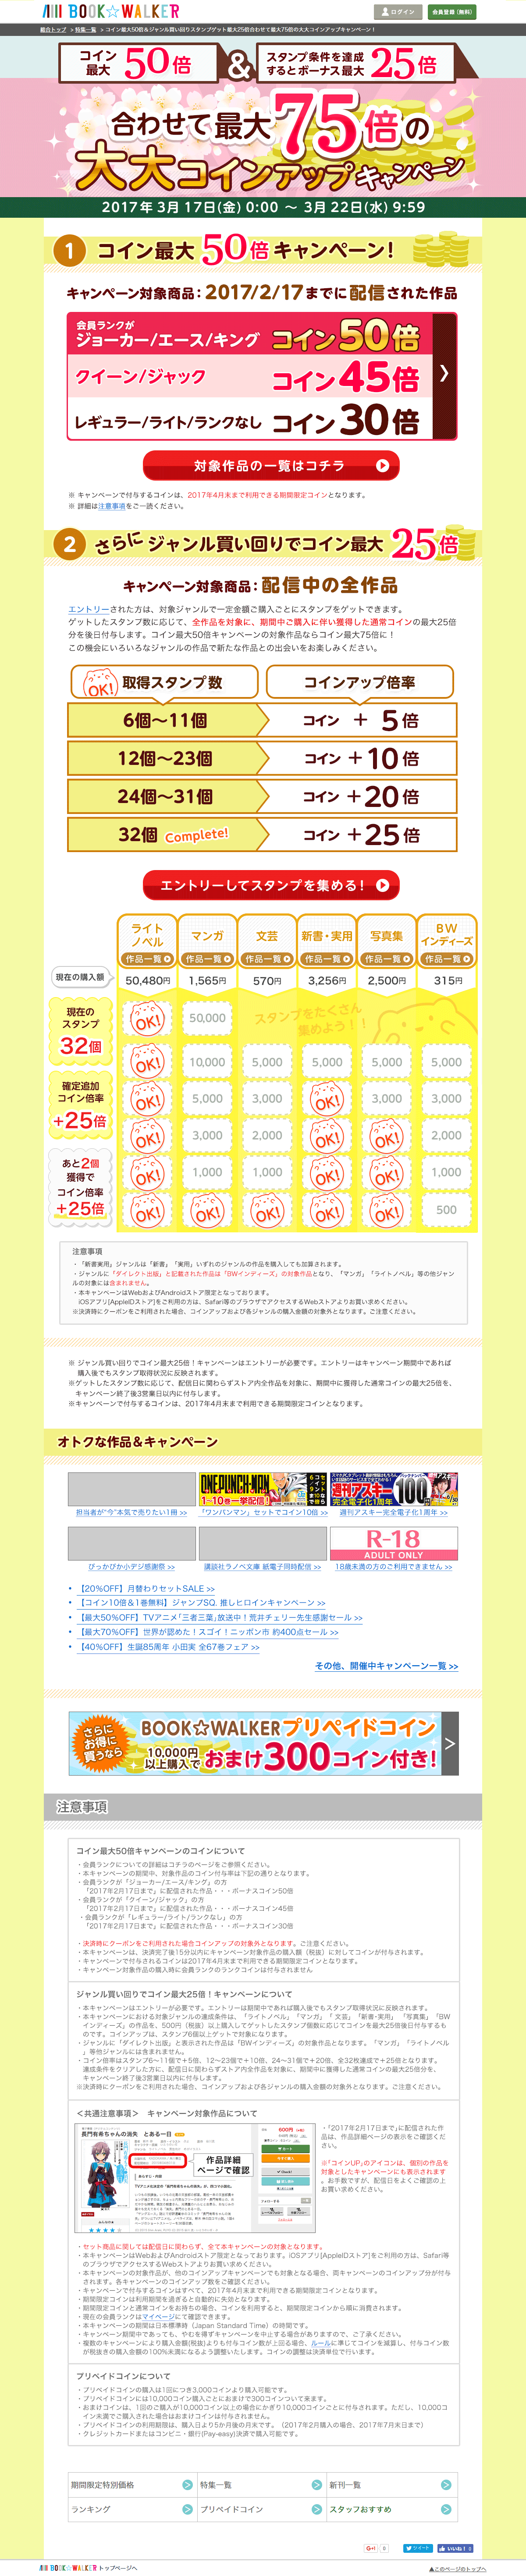 BOOK☆WALKER
ログイン
会員登録(無料)
総合トップ > 特集一覧 > コイン最大50倍&ジャンル買い回りスタンプゲット最大25倍合わせて最大75倍の大大コインアップキャンペーン!
コイン最大 50倍 & スタンプ条件を達成するとボーナス最大 25倍
合わせて最大75倍の
大大コインアップキャンペーン
2017年3月17日(金) 0:00 ～ 3月22日(水) 9:59
1 コイン最大50倍キャンペーン!
キャンペーン対象商品:2017/2/17までに配信された作品
会員ランクが
ジョーカー/エース/キング コイン50倍
クイーン/ジャック コイン45倍
レギュラー/ライト/ランクなし コイン30倍
対象作品の一覧はコチラ
※ キャンペーンで付与するコインは、2017年4月末まで利用できる期間限定コインとなります。
※ 詳細は注意事項をご一読ください。
2 さらに ジャンル買い回りでコイン最大25倍
キャンペーン対象商品:配信中の全作品
エントリーされた方は、対象ジャンルで一定金額ご購入ごとにスタンプをゲットできます。
ゲットしたスタンプ数に応じて、全作品を対象に、期間中ご購入に伴い獲得した通常コインの最大25倍
分を後日付与します。コイン最大50倍キャンペーンの対象作品ならコイン最大75倍に！
この機会にいろいろなジャンルの作品で新たな作品との出会いをお楽しみください。
OK! 取得スタンプ数 コインアップ倍率
6個～11個 コイン + 5倍
12個～23個 コイン +10倍
24個～31個 コイン +20倍
32個 Complete! コイン +25倍
エントリーしてスタンプを集める!
ライトノベル マンガ 文芸 新書・実用 写真集 BWインディーズ
作品一覧 作品一覧 作品一覧 作品一覧 作品一覧 作品一覧
現在の購入額 50,480円 1,565円 570円 3,256円 2,500円 315円
現在のスタンプ 32個
確定追加コイン倍率 +25倍
あと2個獲得でコイン倍率 +25倍
OK! 50,000 スタンプをたくさん集めよう!!
OK! 10,000 5,000 5,000 5,000 5,000
OK! 5,000 3,000 OK! 3,000 3,000
OK! 3,000 2,000 OK! OK! 2,000
OK! 1,000 1,000 OK! OK! 1,000
OK! OK! OK! OK! OK! 500
注意事項
・「新書実用」ジャンルは「新書」「実用」いずれのジャンルの作品を購入しても加算されます。
・ジャンルに「ダイレクト出版」と記載された作品は「BWインディーズ」の対象作品となり、「マンガ」「ライトノベル」等の他ジャン
ルの対象には含まれません。
・本キャンペーンはWebおよびAndroidストア限定となっております。
iOSアプリ[AppleIDストア]をご利用の方は、Safari等のブラウザでアクセスするWebストアよりお買い求めください。
※決済時にクーポンをご利用された場合、コインアップおよび各ジャンルの購入金額の対象外となります。ご注意ください。
※ ジャンル買い回りでコイン最大25倍！キャンペーンはエントリーが必要です。エントリーはキャンペーン期間中であれば
購入後でもスタンプ取得状況に反映されます。
※ゲットしたスタンプ数に応じて、配信日に関わらずストア内全作品を対象に、期間中に獲得した通常コインの最大25倍を、
キャンペーン終了後3営業日以内に付与します。
※キャンペーンで付与するコインは、2017年4月末まで利用できる期間限定コインとなります。
オトクな作品&キャンペーン
ONE PUNCH-MAN
1～10巻一挙配信!
週刊アスキー
完全電子化1周年
R-18
ADULT ONLY
担当者が“今”本気で売りたい1冊 >>
「ワンパンマン」セットでコイン10倍 >>
週刊アスキー完全電子化1周年 >>
ぴっかぴか小デジ感謝祭 >>
講談社ラノベ文庫 紙電子同時配信 >>
18歳未満の方のご利用できません >>
• 【20%OFF】月替わりセットSALE >>
• 【コイン10倍＆1巻無料】ジャンプSQ. 推しヒロインキャンペーン >>
• 【最大50%OFF】TVアニメ｢三者三葉｣放送中！荒井チェリー先生感謝セール >>
• 【最大70%OFF】世界が認めた！スゴイ！ニッポン市 約400点セール >>
• 【40%OFF】生誕85周年 小田実 全67巻フェア >>
その他、開催中キャンペーン一覧 >>
さらにお得に買うなら
BOOK☆WALKERプリペイドコイン
10,000円以上購入でおまけ300コイン付き!
注意事項
コイン最大50倍キャンペーンのコインについて
・会員ランクについての詳細はコチラのページをご参照ください。
・本キャンペーンの期間中、対象作品のコイン付与率は下記の通りとなります。
・会員ランクが「ジョーカー/エース/キング」の方
「2017年2月17日まで」に配信された作品・・・ボーナスコイン50倍
・会員ランクが「クイーン/ジャック」の方
「2017年2月17日まで」に配信された作品・・・ボーナスコイン45倍
・会員ランクが「レギュラー/ライト/ランクなし」の方
「2017年2月17日まで」に配信された作品・・・ボーナスコイン30倍
・決済時にクーポンをご利用された場合コインアップの対象外となります。ご注意ください。
・本キャンペーンは、決済完了後15分以内にキャンペーン対象作品の購入額（税抜）に対してコインが付与されます。
・キャンペーンで付与されるコインは2017年4月末まで利用できる期間限定コインとなります。
・キャンペーン対象作品の購入時に会員ランクのランクコインは付与されません
ジャンル買い回りでコイン最大25倍！キャンペーンについて
・本キャンペーンはエントリーが必要です。エントリーは期間中であれば購入後でもスタンプ取得状況に反映されます。
・本キャンペーンにおける対象ジャンルの達成条件は、「ライトノベル」「マンガ」「 文芸」「新書・実用」「写真集」「BW
インディーズ」の作品を、500円（税抜）以上購入してゲットしたスタンプ個数に応じてコインを最大25倍後日付与するも
のです。コインアップは、スタンプ6個以上ゲットで対象になります。
・ジャンルに「ダイレクト出版」と表示された作品は「BWインディーズ」の対象作品となります。「マンガ」「ライトノベル
」等他ジャンルには含まれません。
・コイン倍率はスタンプ6～11個で＋5倍、12～23個で＋10倍、24～31個で＋20倍、全32枚達成で＋25倍となります。
達成条件をクリアした方に、配信日に関わらずストア内全作品を対象に、期間中に獲得した通常コインの最大25倍分を、
キャンペーン終了後3営業日以内に付与します。
※決済時にクーポンをご利用された場合、コインアップおよび各ジャンルの購入金額の対象外となります。ご注意ください。
＜共通注意事項＞ キャンペーン対象作品について
長門有希ちゃんの消失 とある一日
作品詳細ページで確認
600円
・｢2017年2月17日まで｣に配信された作
品は、作品詳細ページの表示をご確認くだ
さい。
※｢コインUP｣のアイコンは、個別の作品を
対象としたキャンペーンにも表示されます
。お手数ですが、配信日をよくご確認の上
お買い求めください。
・セット商品に関しては配信日に関わらず、全て本キャンペーンの対象となります。
・本キャンペーンはWebおよびAndroidストア限定となっております。iOSアプリ[AppleIDストア]をご利用の方は、Safari等
のブラウザでアクセスするWebストアよりお買い求めください。
・本キャンペーンの対象作品が、他のコインアップキャンペーンでも対象となる場合、両キャンペーンのコインアップ分が付
与されます。各キャンペーンのコインアップ数をご確認ください。
・キャンペーンで付与するコインはすべて、2017年4月末まで利用できる期間限定コインとなります。
・期間限定コインは利用期間を過ぎると自動的に失効となります。
・期間限定コインと通常コインをお持ちの場合、コインを利用すると、期間限定コインから順に消費されます。
・現在の会員ランクはマイページにて確認できます。
・本キャンペーンの期間は日本標準時（Japan Standard Time）の時間です。
・キャンペーン期間中であっても、やむを得ずキャンペーンを中止する場合がありますので、ご了承ください。
・複数のキャンペーンにより購入金額(税抜)よりも付与コイン数が上回る場合、ルールに準じてコインを減算し、付与コイン数
が税抜きの購入金額の100%未満になるよう調整いたします。コインの調整は決済単位で行います。
プリペイドコインについて
・プリペイドコインの購入は1回につき3,000コインより購入可能です。
・プリペイドコインには10,000コイン購入ごとにおまけで300コインついて来ます。
・おまけコインは、1回のご購入が10,000コイン以上の場合にかぎり10,000コインごとに付与されます。ただし、10,000コ
イン未満でご購入された場合はおまけコインは付与されません。
・プリペイドコインの利用期限は、購入日より5か月後の月末です。（2017年2月購入の場合、2017年7月末日まで）
・クレジットカードまたはコンビニ・銀行(Pay-easy)決済で購入可能です。
期間限定特別価格 特集一覧 新刊一覧
ランキング プリペイドコイン スタッフおすすめ
G+1 6 ツイート いいね！
BOOK☆WALKER トップページへ
▲このページのトップへ